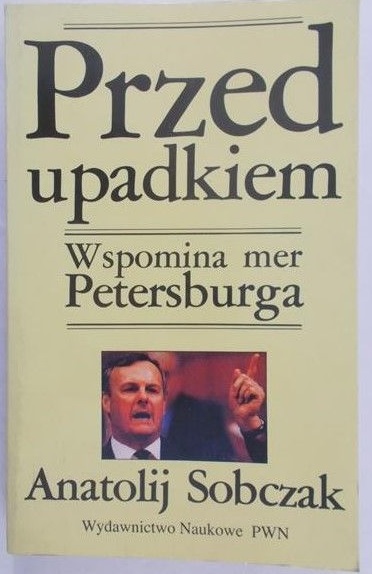 Przed
upadkiem
Wspomina mer
Petersburga
Anatolij Sobczak
Wydawnictwo Naukowe PWN